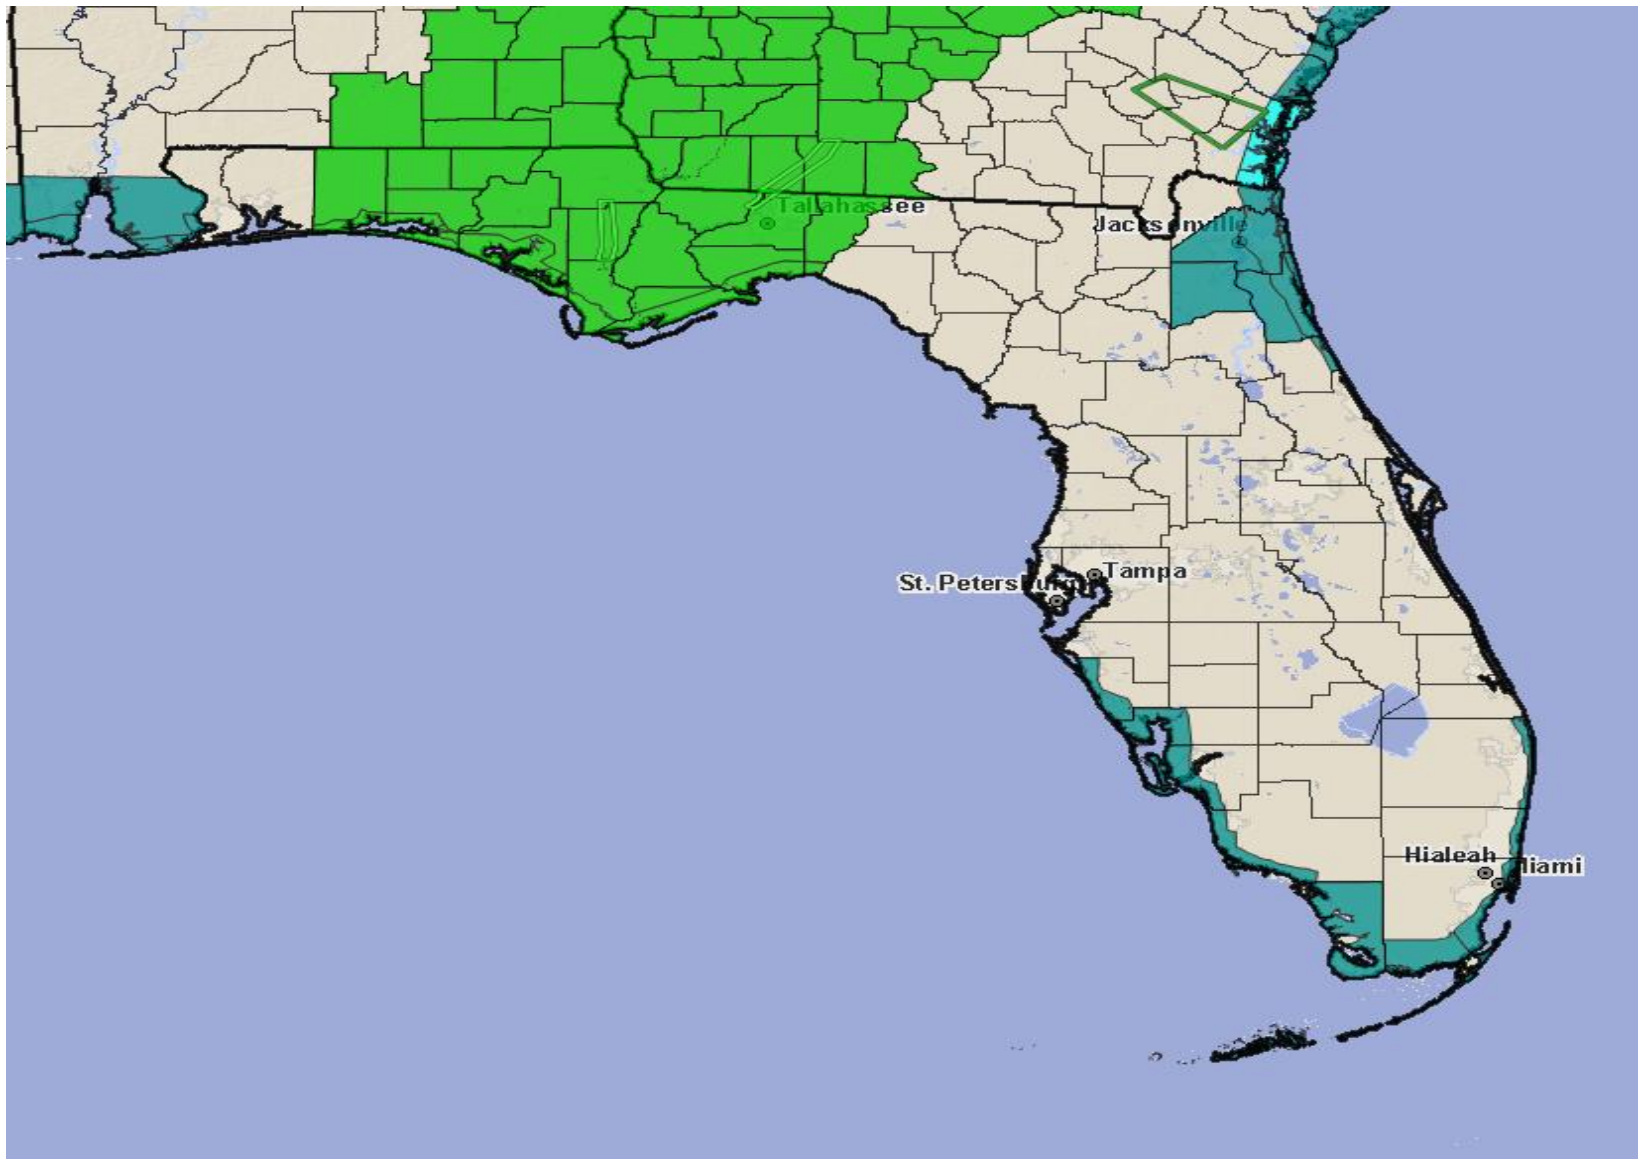 Tallahassee
Jacksonville
Tampa
St. Petersburg
Hialeah
Miami